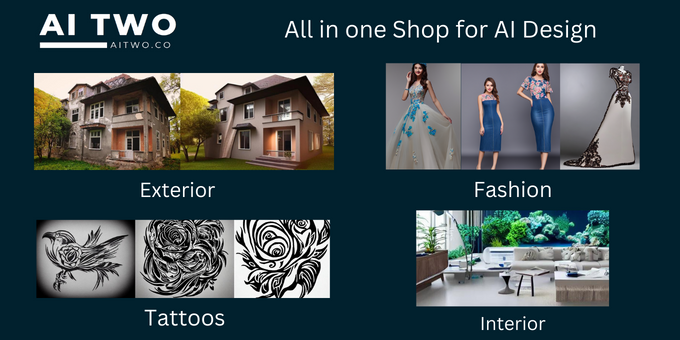 AI TWO
AITWO.CO
All in one Shop for AI Design
Exterior
Fashion
Tattoos
Interior